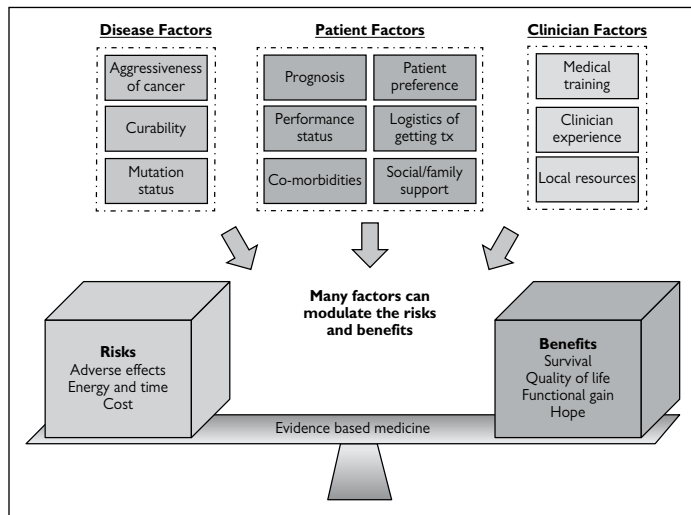 Disease Factors
Aggressiveness
of cancer
Curability
Mutation
status
Patient Factors
Prognosis
Patient
preference
Performance
status
Logistics of
getting tx
Co-morbidities
Social/family
support
Clinician Factors
Medical
training
Clinician
experience
Local resources
Many factors can
modulate the risks
and benefits
Risks
Adverse effects
Energy and time
Cost
Benefits
Survival
Quality of life
Functional gain
Hope
Evidence based medicine